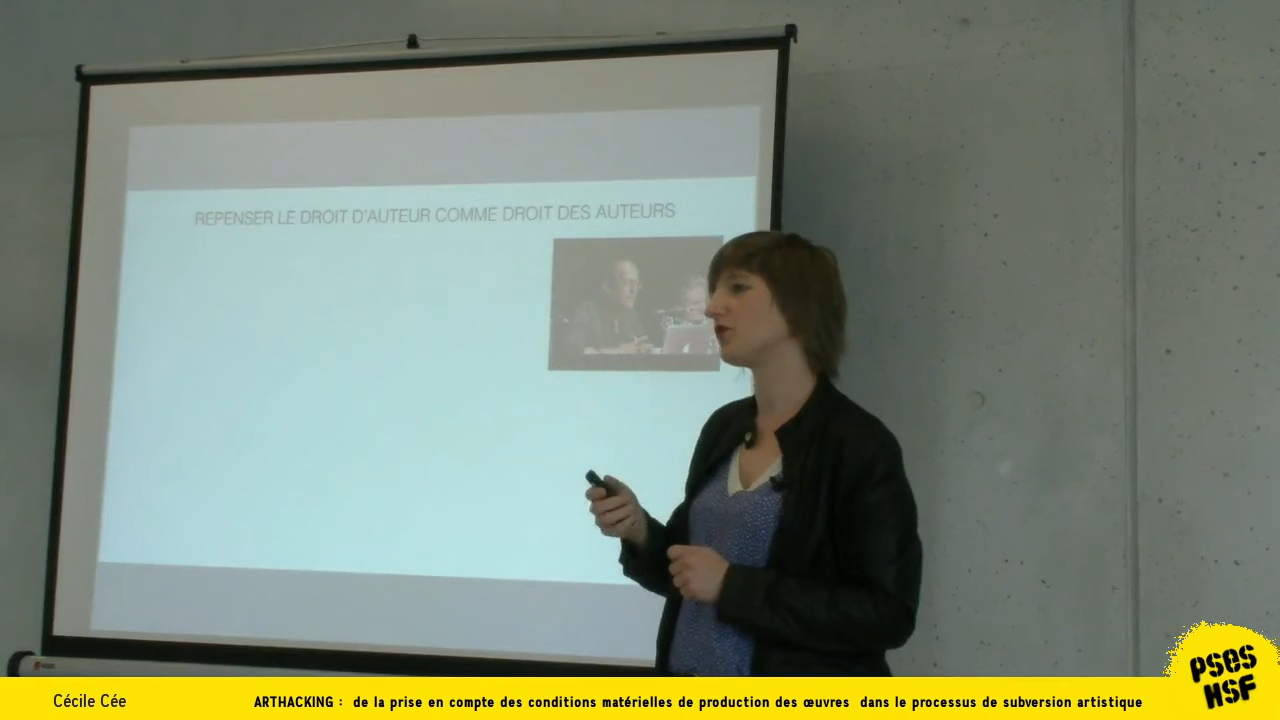 REPENSER LE DROIT D'AUTEUR COMME DROIT DES AUTEURS
Cécile Cée
ARTHACKING : de la prise en compte des conditions matérielles de production des œuvres dans le processus de subversion artistique
PSES
HSF